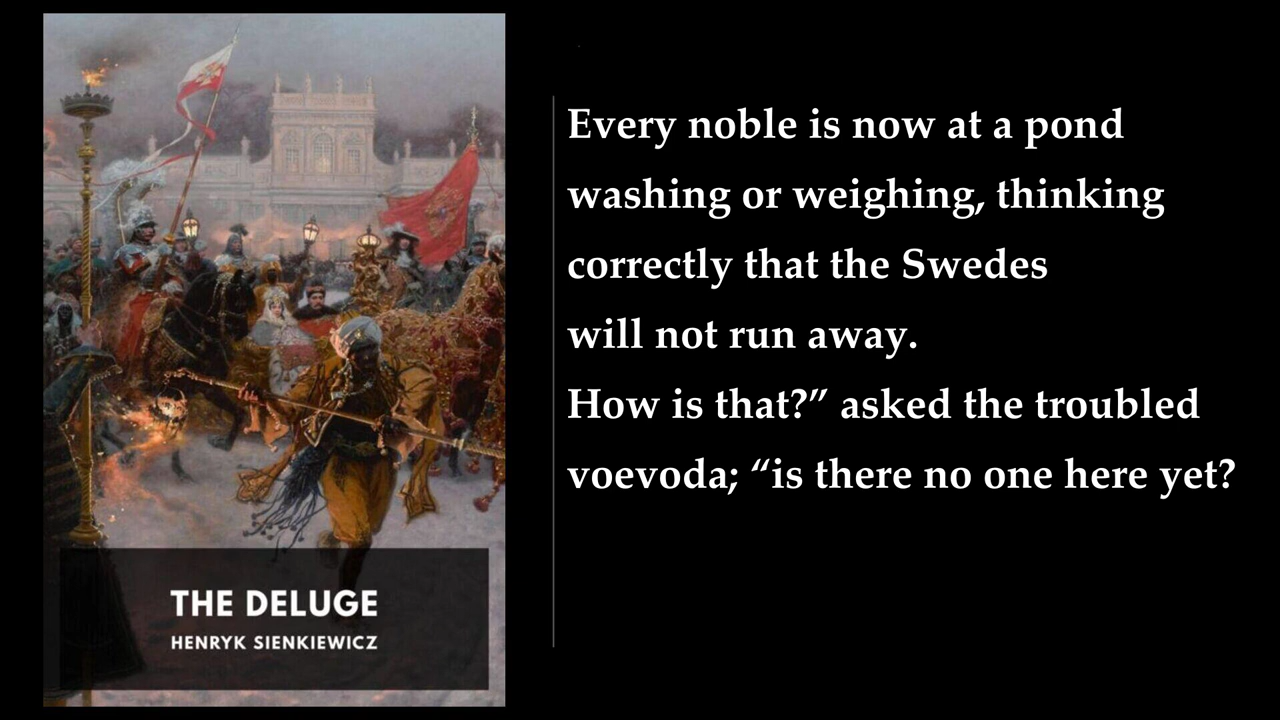 THE DELUGE
HENRYK SIENKIEWICZ
Every noble is now at a pond
washing or weighing, thinking
correctly that the Swedes
will not run away.
How is that?” asked the troubled
voevoda; “is there no one here yet?